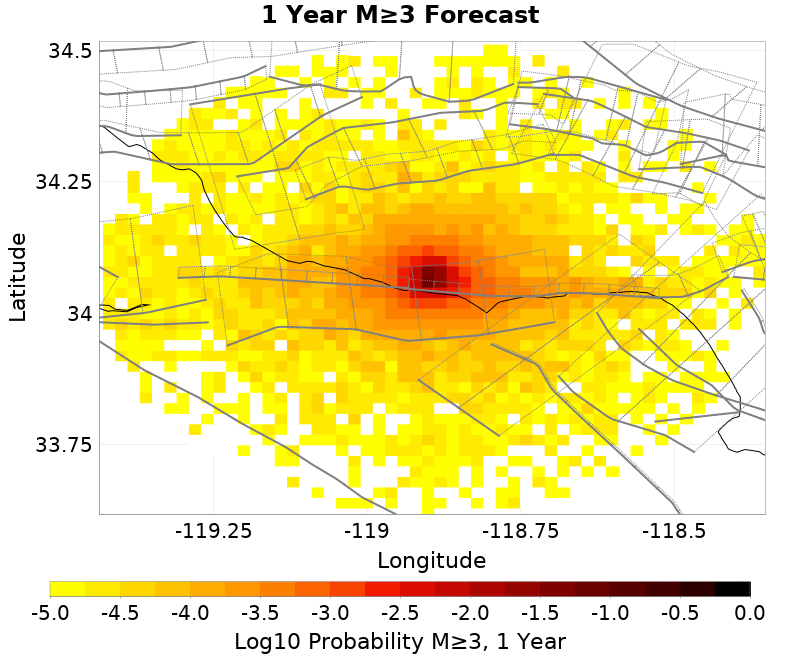 1 Year M≥3 Forecast
34.5
34.25
34
33.75
Latitude
-119.25 -119 -118.75 -118.5
Longitude
-5.0 -4.5 -4.0 -3.5 -3.0 -2.5 -2.0 -1.5 -1.0 -0.5 0.0
Log10 Probability M≥3, 1 Year